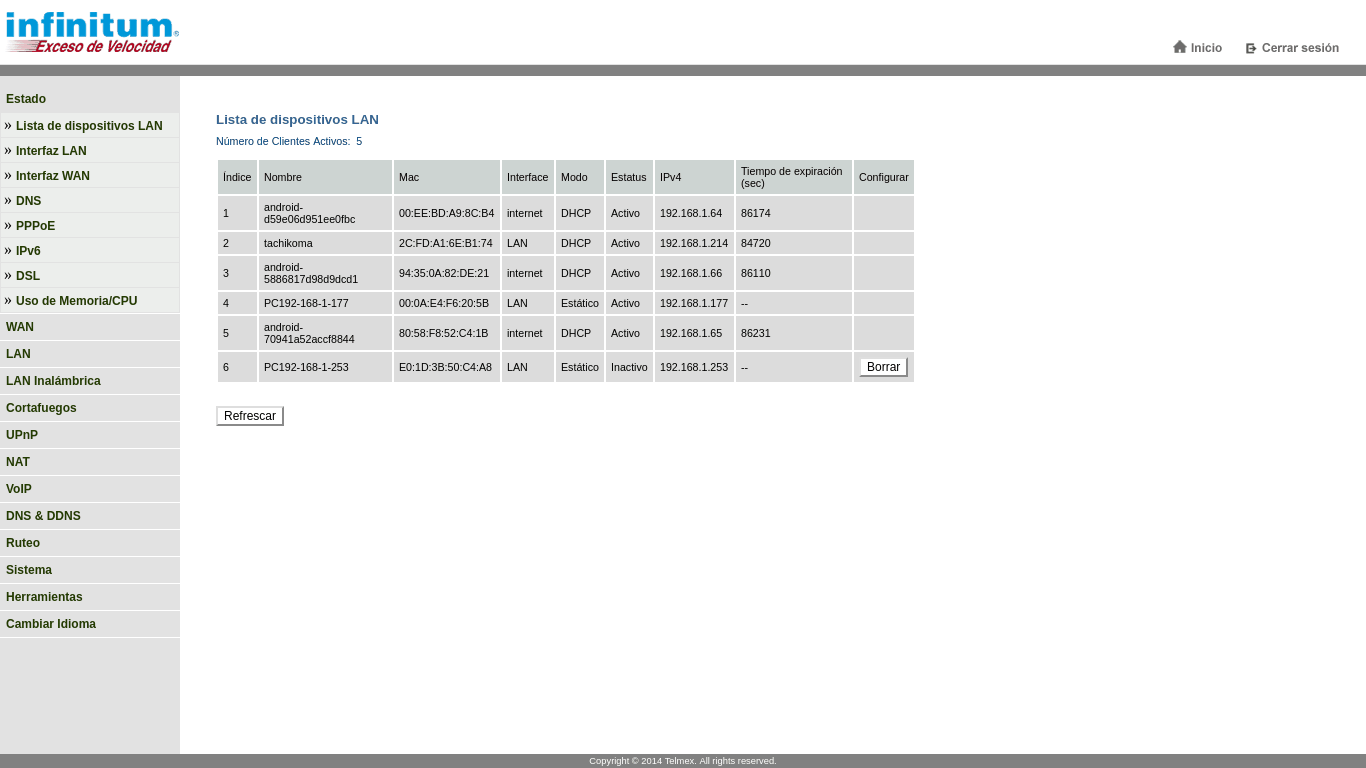 infinitum®
Exceso de Velocidad
Inicio
Cerrar sesión
Estado
» Lista de dispositivos LAN
» Interfaz LAN
» Interfaz WAN
» DNS
» PPPoE
» IPv6
» DSL
» Uso de Memoria/CPU
WAN
LAN
LAN Inalámbrica
Cortafuegos
UPnP
NAT
VoIP
DNS & DDNS
Ruteo
Sistema
Herramientas
Cambiar Idioma
Lista de dispositivos LAN
Número de Clientes Activos: 5
Índice Nombre Mac Interface Modo Estatus IPv4 Tiempo de expiración
(sec) Configurar
1 android-
d59e06d951ee0fbc 00:EE:BD:A9:8C:B4 internet DHCP Activo 192.168.1.64 86174
2 tachikoma 2C:FD:A1:6E:B1:74 LAN DHCP Activo 192.168.1.214 84720
3 android-
5886817d98d9dcd1 94:35:0A:82:DE:21 internet DHCP Activo 192.168.1.66 86110
4 PC192-168-1-177 00:0A:E4:F6:20:5B LAN Estático Activo 192.168.1.177 --
5 android-
70941a52accf8844 80:58:F8:52:C4:1B internet DHCP Activo 192.168.1.65 86231
6 PC192-168-1-253 E0:1D:3B:50:C4:A8 LAN Estático Inactivo 192.168.1.253 -- Borrar
Refrescar
Copyright © 2014 Telmex. All rights reserved.